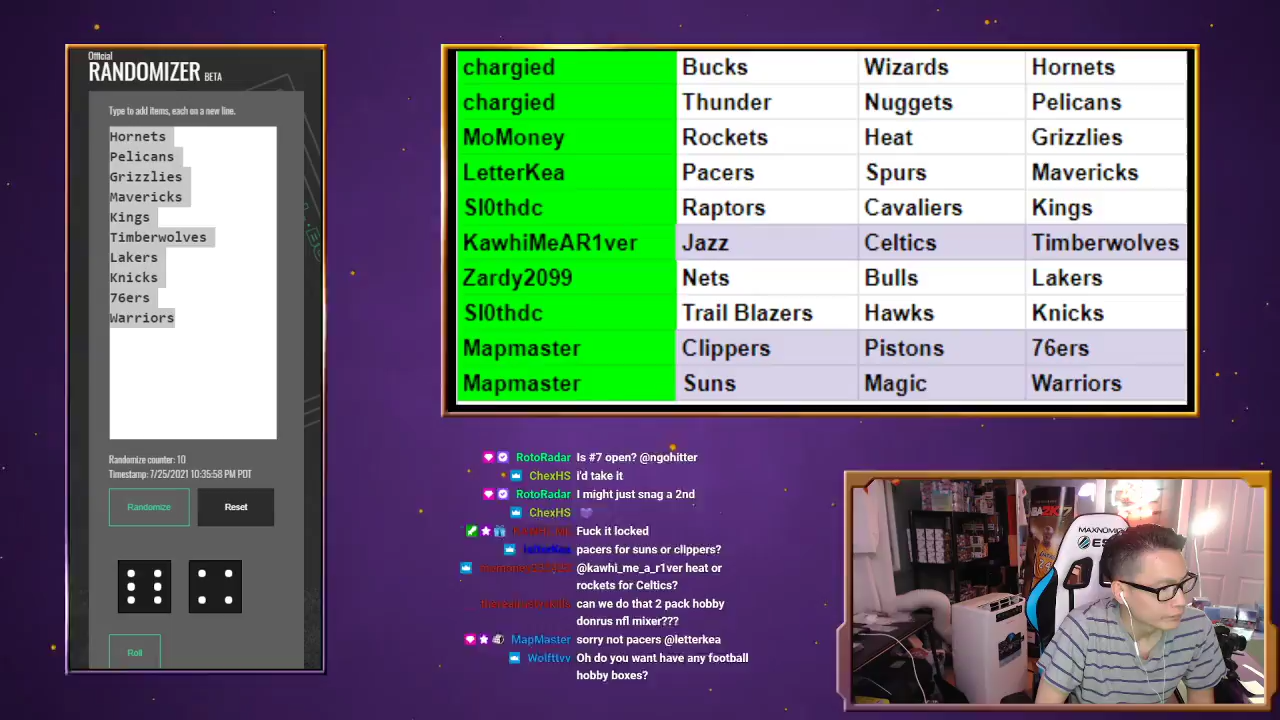 Official
RANDOMIZER BETA
Type to add items, each on a new line.
Hornets
Pelicans
Grizzlies
Mavericks
Kings
Timberwolves
Lakers
Knicks
76ers
Warriors
Randomize counter: 10
Timestamp: 7/25/2021 10:35:58 PM PDT
Randomize Reset
Roll
chargied Bucks Wizards Hornets
chargied Thunder Nuggets Pelicans
MoMoney Rockets Heat Grizzlies
LetterKea Pacers Spurs Mavericks
Sl0thdc Raptors Cavaliers Kings
KawhiMeAR1ver Jazz Celtics Timberwolves
Zardy2099 Nets Bulls Lakers
Sl0thdc Trail Blazers Hawks Knicks
Mapmaster Clippers Pistons 76ers
Mapmaster Suns Magic Warriors
RotoRadar Is #7 open? @ngohitter
ChexHS i'd take it
RotoRadar I might just snag a 2nd
ChexHS
Fuck it locked
letterkea pacers for suns or clippers?
@kawhi_me_a_r1ver heat or
rockets for Celtics?
can we do that 2 pack hobby
donrus nfl mixer???
MapMaster sorry not pacers @letterkea
Wolfttvv Oh do you want have any football
hobby boxes?
MAXNOMIC